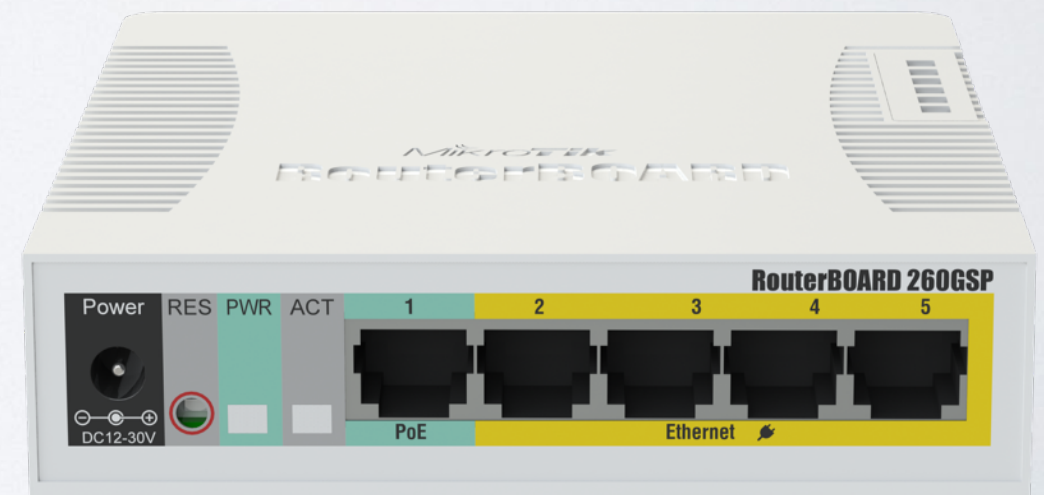 MikroTik
RouterBOARD
RouterBOARD 260GSP
Power RES PWR ACT 1 2 3 4 5
DC12-30V
PoE Ethernet